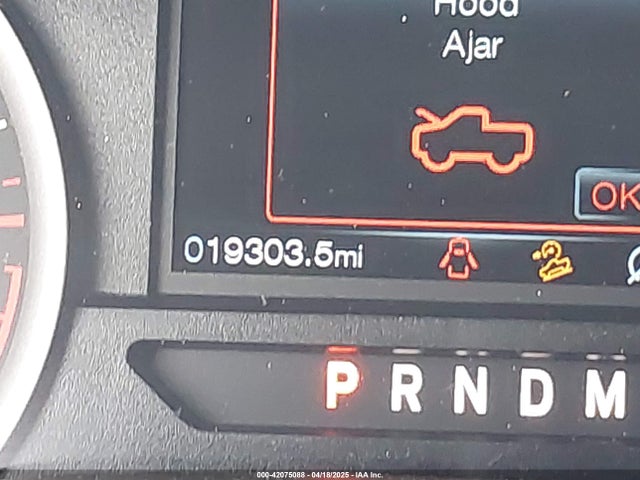 Hood
Ajar
OK
019303.5mi
P R N D M
000-42075088 - 04/18/2025 - IAA Inc.